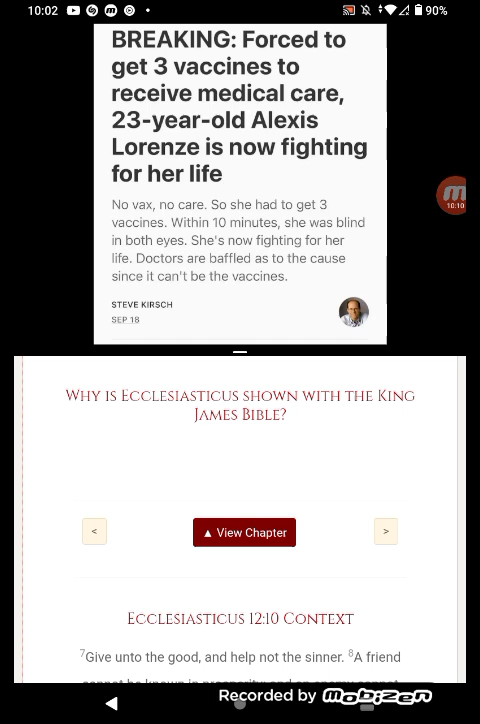 10:02
90%
BREAKING: Forced to
get 3 vaccines to
receive medical care,
23-year-old Alexis
Lorenze is now fighting
for her life
No vax, no care. So she had to get 3
vaccines. Within 10 minutes, she was blind
in both eyes. She's now fighting for her
life. Doctors are baffled as to the cause
since it can't be the vaccines.
STEVE KIRSCH
SEP 18
10:10
Why is Ecclesiasticus shown with the King
James Bible?
<
▲ View Chapter
>
Ecclesiasticus 12:10 Context
7Give unto the good, and help not the sinner. 8A friend
Recorded by Mobizen